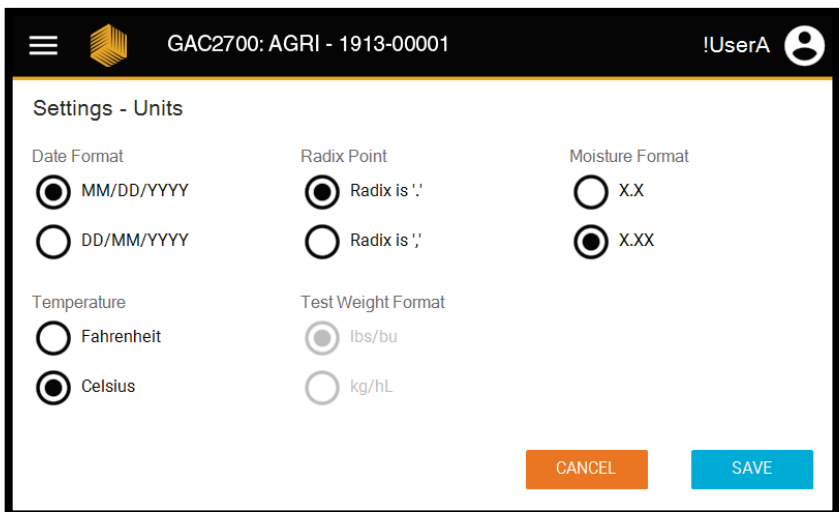 GAC2700: AGRI - 1913-00001
!UserA
Settings - Units
Date Format
MM/DD/YYYY
DD/MM/YYYY
Radix Point
Radix is '.'
Radix is ','
Moisture Format
X.X
X.XX
Temperature
Fahrenheit
Celsius
Test Weight Format
lbs/bu
kg/hL
CANCEL
SAVE